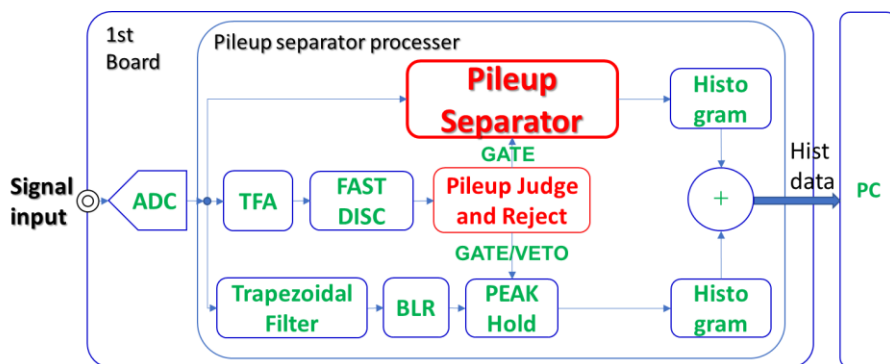 1st
Board
Pileup separator processer
Pileup
Separator
Histo
gram
GATE
Hist
data
Signal
input
ADC
TFA
FAST
DISC
Pileup Judge
and Reject
+
PC
GATE/VETO
Trapezoidal
Filter
BLR
PEAK
Hold
Histo
gram